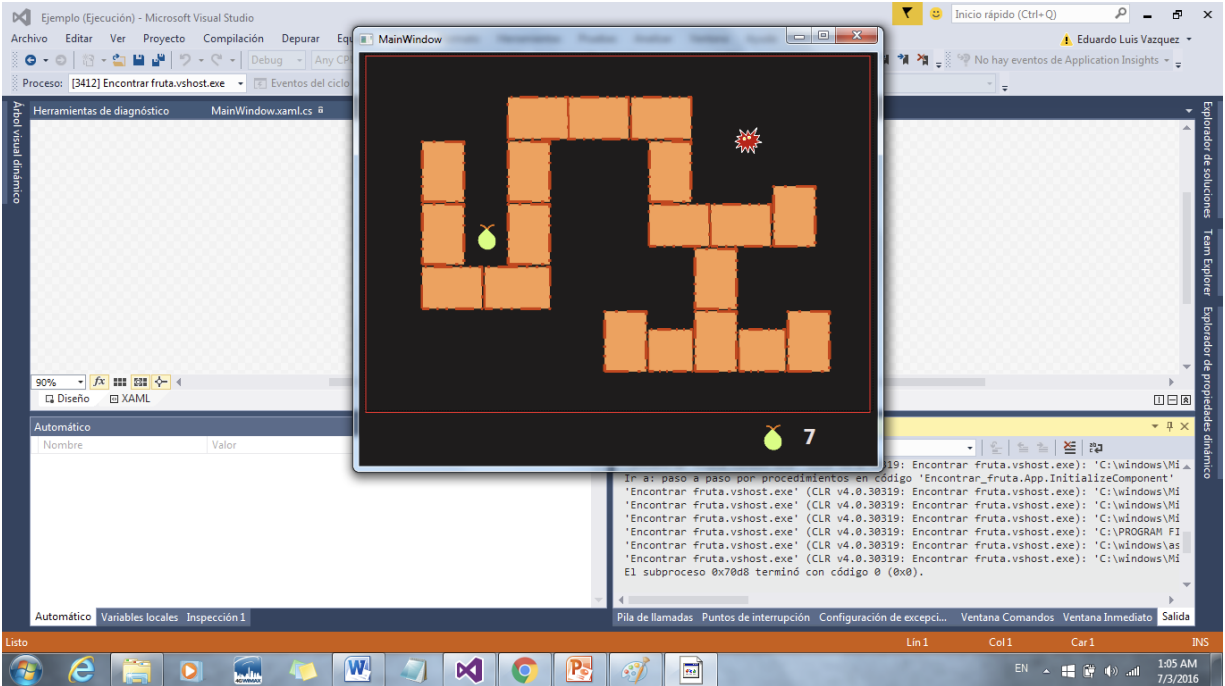 Ejemplo (Ejecución) - Microsoft Visual Studio
Inicio rápido (Ctrl+Q)
Archivo Editar Ver Proyecto Compilación Depurar Equ
Eduardo Luis Vazquez
Debug Any CP
No hay eventos de Application Insights
Proceso: [3412] Encontrar fruta.vshost.exe Eventos del ciclo
MainWindow
Árbol visual dinámico
Herramientas de diagnóstico MainWindow.xaml.cs
Explorador de soluciones
Team Explorer
Explorador de propiedades dinámico
7
90%
Diseño XAML
Automático
Nombre Valor
319: Encontrar fruta.vshost.exe): 'C:\windows\Mi
Ir a: paso a paso por procedimientos en código 'Encontrar_fruta.App.InitializeComponent'
'Encontrar fruta.vshost.exe' (CLR v4.0.30319: Encontrar fruta.vshost.exe): 'C:\windows\Mi
'Encontrar fruta.vshost.exe' (CLR v4.0.30319: Encontrar fruta.vshost.exe): 'C:\windows\Mi
'Encontrar fruta.vshost.exe' (CLR v4.0.30319: Encontrar fruta.vshost.exe): 'C:\windows\Mi
'Encontrar fruta.vshost.exe' (CLR v4.0.30319: Encontrar fruta.vshost.exe): 'C:\PROGRAM FI
'Encontrar fruta.vshost.exe' (CLR v4.0.30319: Encontrar fruta.vshost.exe): 'C:\windows\as
'Encontrar fruta.vshost.exe' (CLR v4.0.30319: Encontrar fruta.vshost.exe): 'C:\windows\Mi
El subproceso 0x70d8 terminó con código 0 (0x0).
Automático Variables locales Inspección 1
Pila de llamadas Puntos de interrupción Configuración de excepci... Ventana Comandos Ventana Inmediato Salida
Listo Lín 1 Col 1 Car 1 INS
4GWIMAX
EN 1:05 AM
7/3/2016